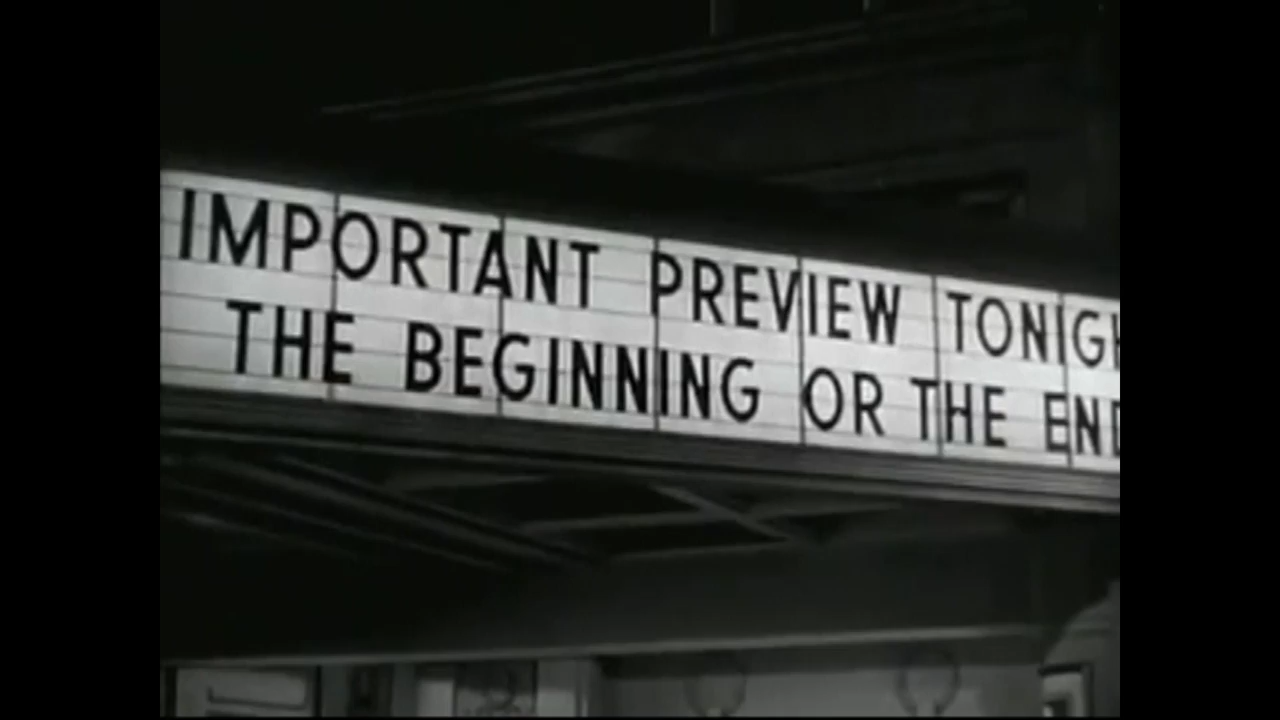 IMPORTANT PREVIEW TONIGH
THE BEGINNING OR THE END